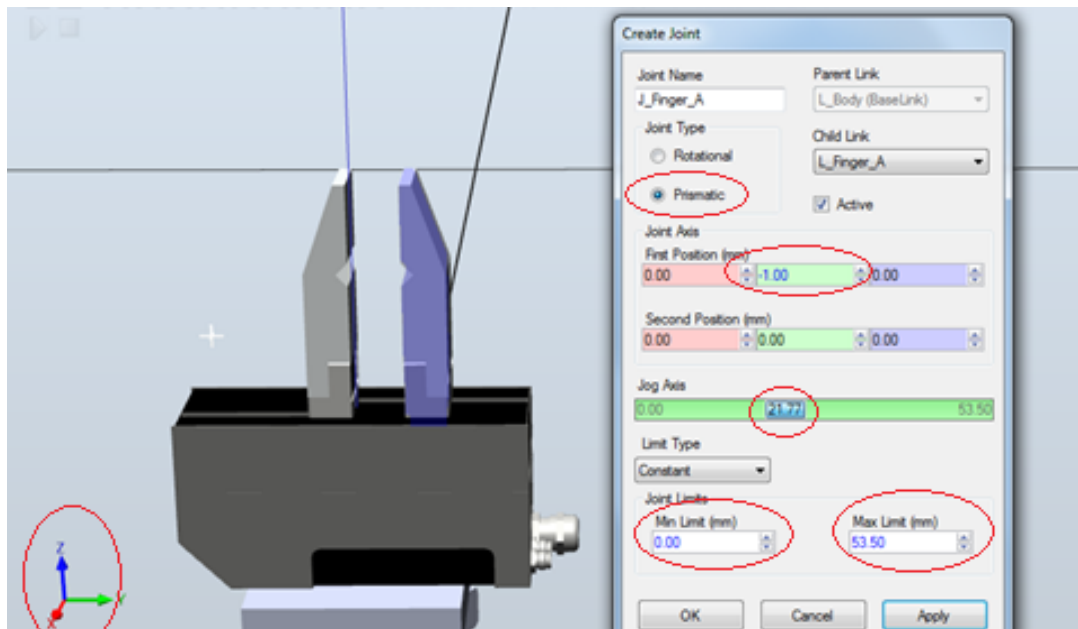 Create Joint
Joint Name
Parent Link
J_Finger_A
L_Body (BaseLink)
Joint Type
Child Link
Rotational
L_Finger_A
Prismatic
Active
Joint Axis
First Position (mm)
0.00 -1.00 0.00
Second Position (mm)
0.00 0.00 0.00
Jog Axis
0.00 21.77 53.50
Limit Type
Constant
Joint Limits
Min Limit (mm)
Max Limit (mm)
0.00
53.50
OK Cancel Apply
Z
Y
X